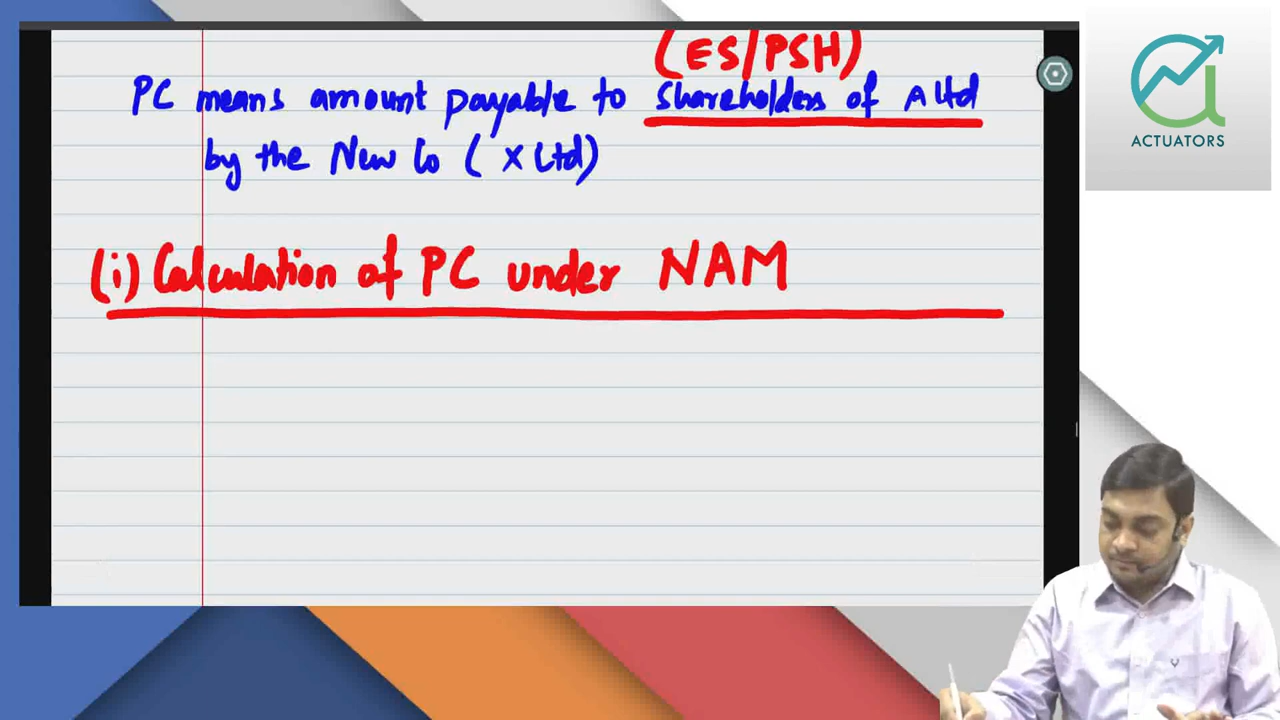 (ES/PSH)
PC means amount payable to shareholders of A Ltd
by the New Co (X Ltd)
(i) Calculation of PC under NAM
ACTUATORS